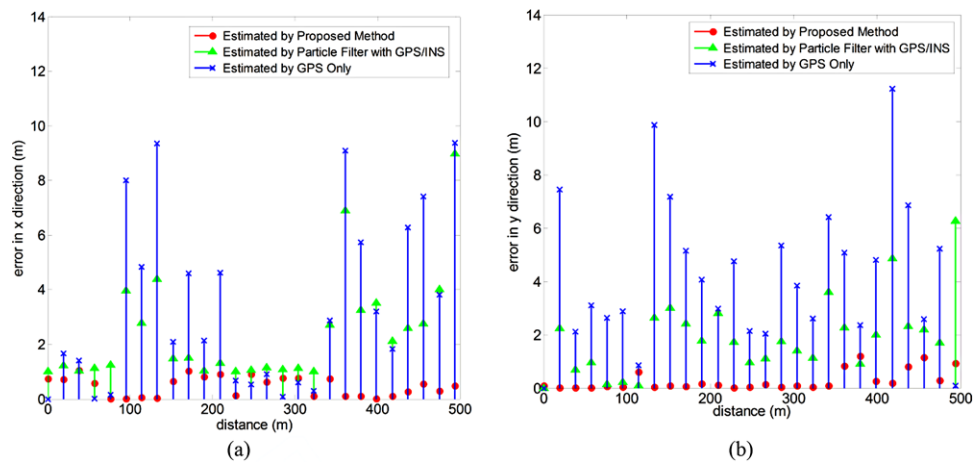 14
12
10
8
6
4
2
0
error in x direction (m)
Estimated by Proposed Method
Estimated by Particle Filter with GPS/INS
Estimated by GPS Only
0 100 200 300 400 500
distance (m)
(a)
14
12
10
8
6
4
2
0
error in y direction (m)
Estimated by Proposed Method
Estimated by Particle Filter with GPS/INS
Estimated by GPS Only
0 100 200 300 400 500
distance (m)
(b)